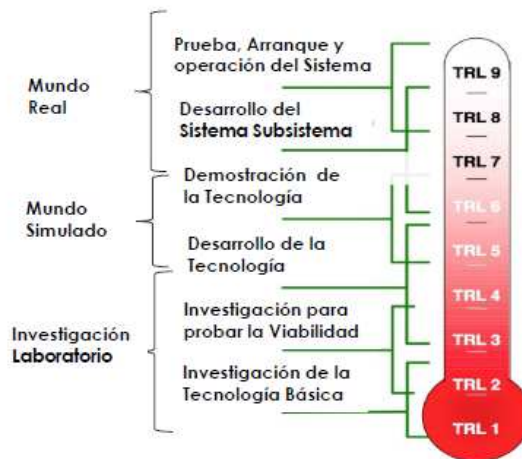 Mundo
Real
Mundo
Simulado
Investigación
Laboratorio
Prueba, Arranque y
operación del Sistema
Desarrollo del
Sistema Subsistema
Demostración de
la Tecnología
Desarrollo de la
Tecnología
Investigación para
probar la Viabilidad
Investigación de la
Tecnología Básica
TRL 9
TRL 8
TRL 7
TRL 6
TRL 5
TRL 4
TRL 3
TRL 2
TRL 1